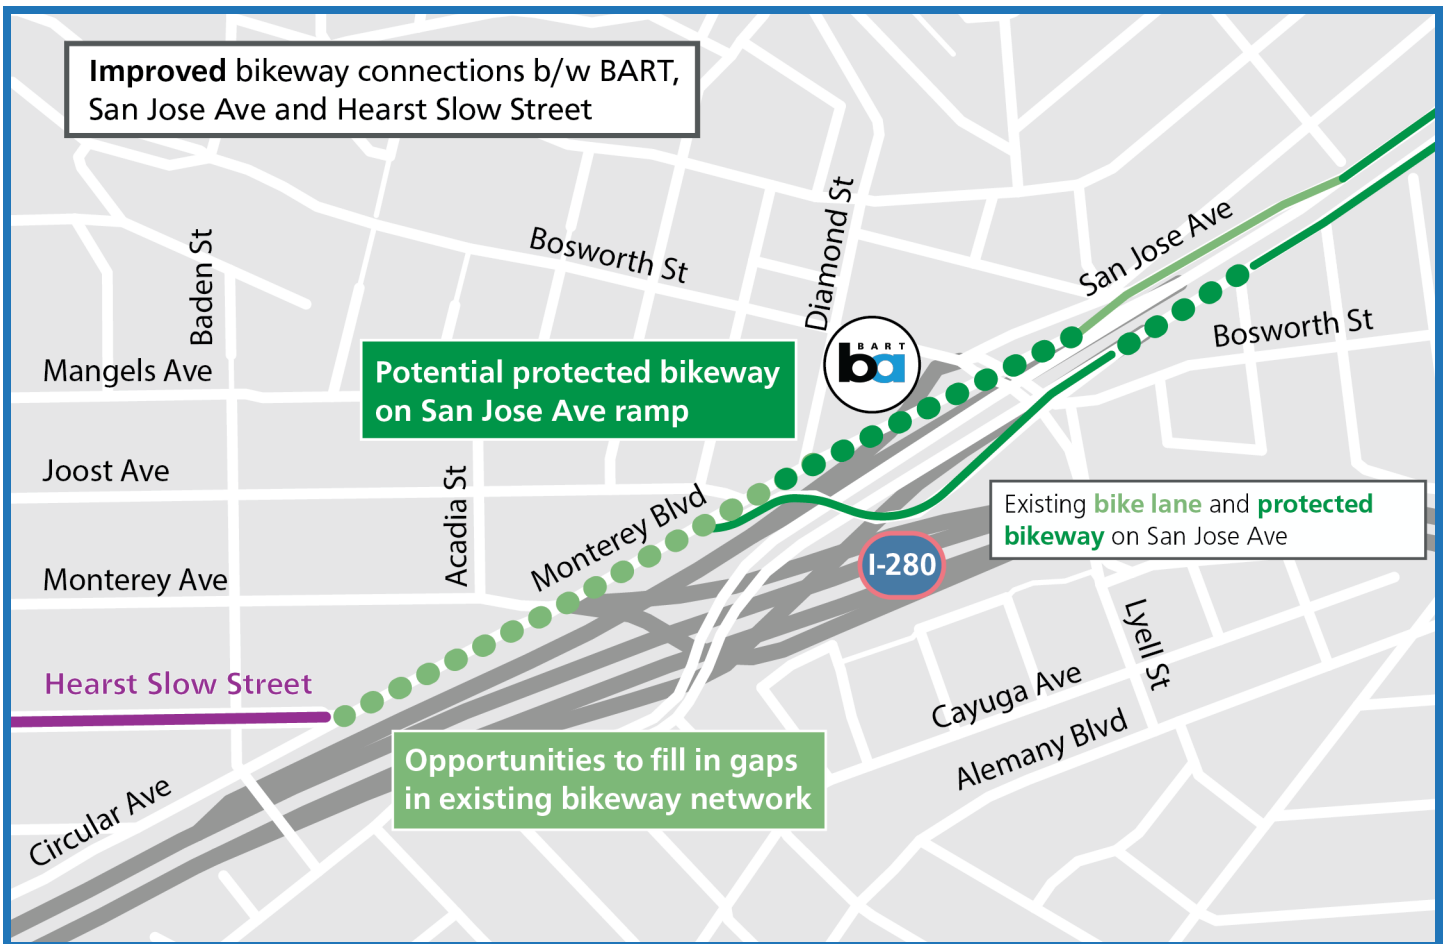 Improved bikeway connections b/w BART,
San Jose Ave and Hearst Slow Street
Diamond St
San Jose Ave
Bosworth St
Baden St
Bosworth St
BART
ba
Mangels Ave
Potential protected bikeway
on San Jose Ave ramp
Joost Ave
Acadia St
Monterey Blvd
Existing bike lane and protected
bikeway on San Jose Ave
I-280
Monterey Ave
Lyell St
Hearst Slow Street
Cayuga Ave
Alemany Blvd
Opportunities to fill in gaps
in existing bikeway network
Circular Ave